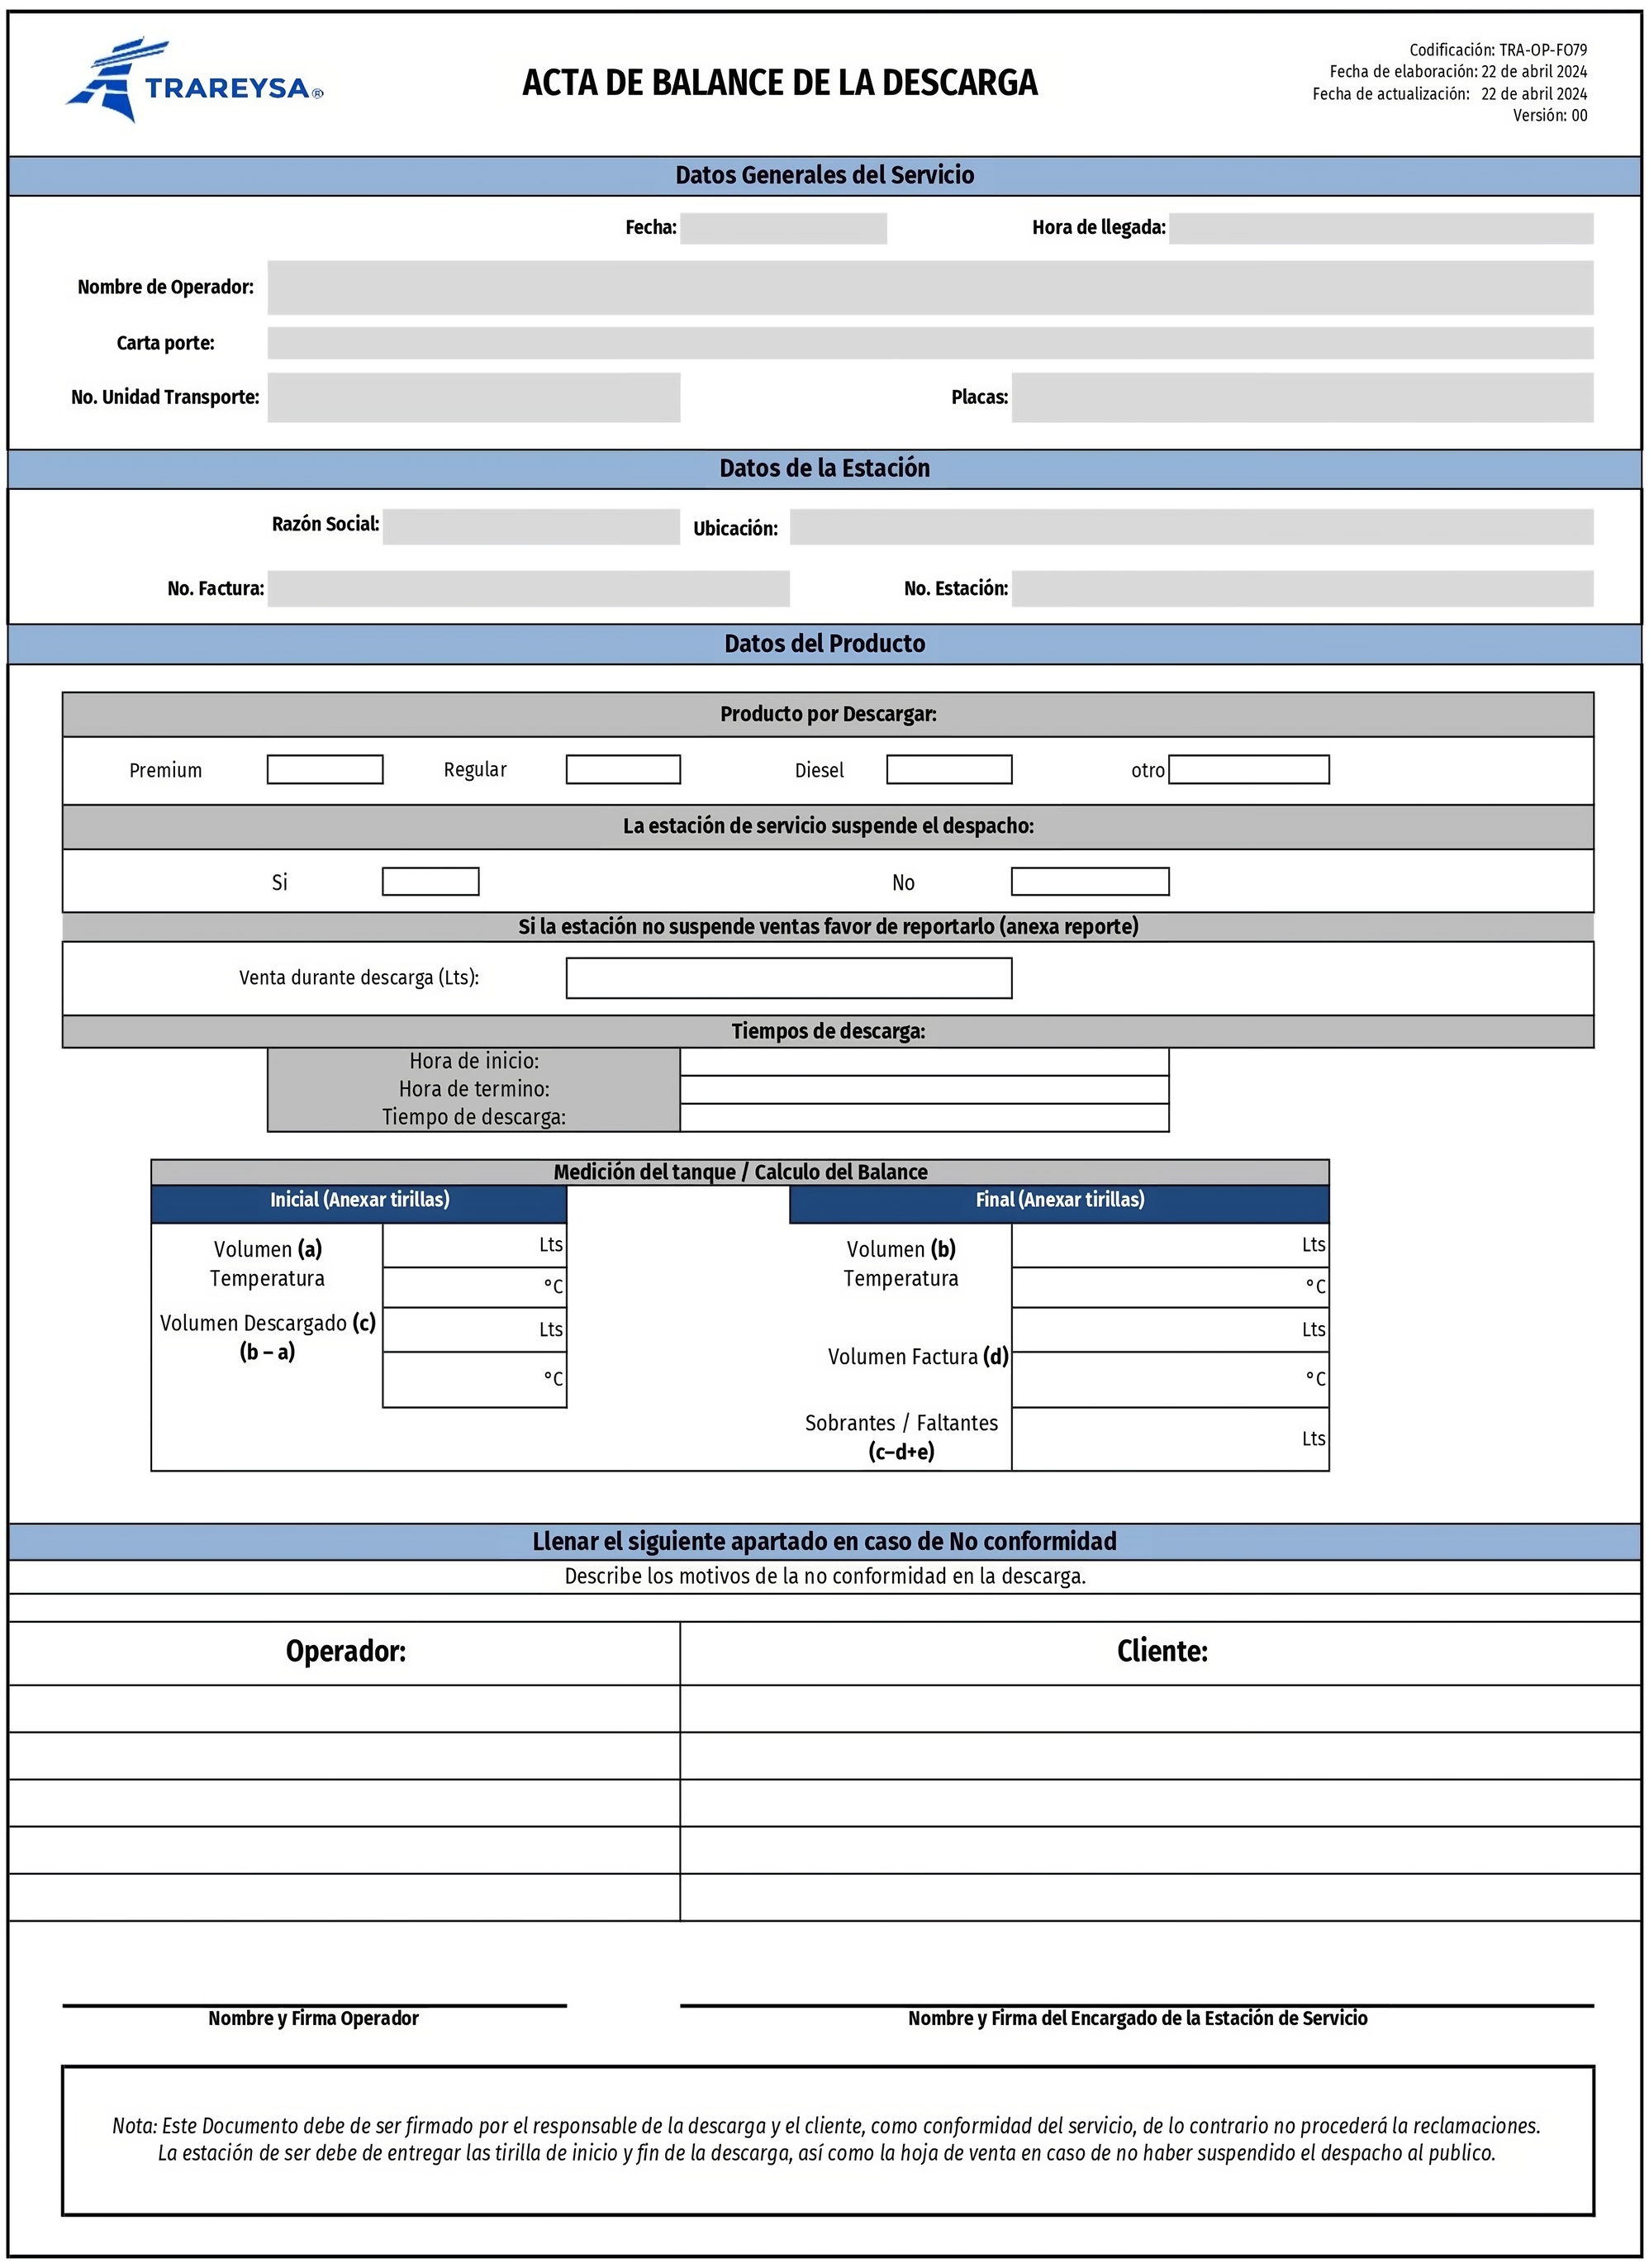 TRAREYSA®
ACTA DE BALANCE DE LA DESCARGA
Codificación: TRA-OP-FO79
Fecha de elaboración: 22 de abril 2024
Fecha de actualización: 22 de abril 2024
Versión: 00
Datos Generales del Servicio
Fecha: Hora de llegada:
Nombre de Operador:
Carta porte:
No. Unidad Transporte: Placas:
Datos de la Estación
Razón Social: Ubicación:
No. Factura: No. Estación:
Datos del Producto
Producto por Descargar:
Premium Regular Diesel otro
La estación de servicio suspende el despacho:
Si No
Si la estación no suspende ventas favor de reportarlo (anexa reporte)
Venta durante descarga (Lts):
Tiempos de descarga:
Hora de inicio:
Hora de termino:
Tiempo de descarga:
Medición del tanque / Calculo del Balance
Inicial (Anexar tirillas) Final (Anexar tirillas)
Volumen (a) Lts Volumen (b) Lts
Temperatura °C Temperatura °C
Volumen Descargado (c) Lts Lts
(b – a) Volumen Factura (d)
°C °C
Sobrantes / Faltantes Lts
(c–d+e)
Llenar el siguiente apartado en caso de No conformidad
Describe los motivos de la no conformidad en la descarga.
Operador: Cliente:
Nombre y Firma Operador Nombre y Firma del Encargado de la Estación de Servicio
Nota: Este Documento debe de ser firmado por el responsable de la descarga y el cliente, como conformidad del servicio, de lo contrario no procederá la reclamaciones.
La estación de ser debe de entregar las tirilla de inicio y fin de la descarga, así como la hoja de venta en caso de no haber suspendido el despacho al publico.